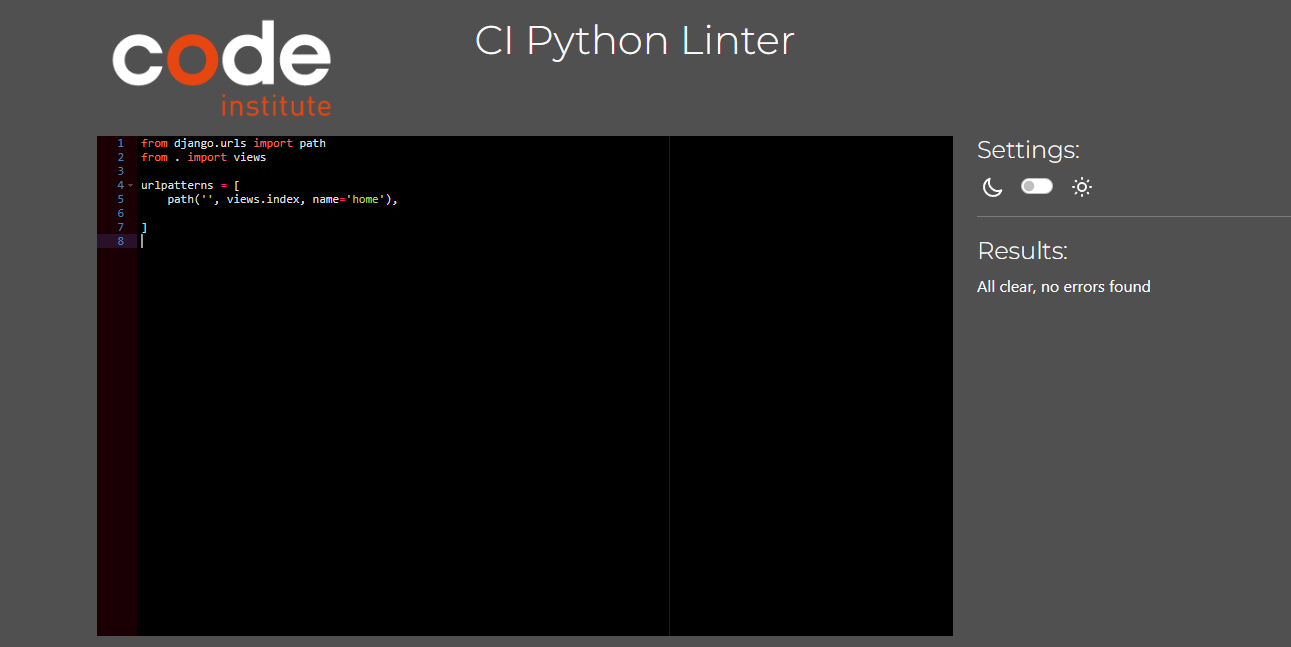 code
institute
CI Python Linter
1 from django.urls import path
2 from . import views
3
4 urlpatterns = [
5     path('', views.index, name='home'),
6
7 ]
8
Settings:
Results:
All clear, no errors found